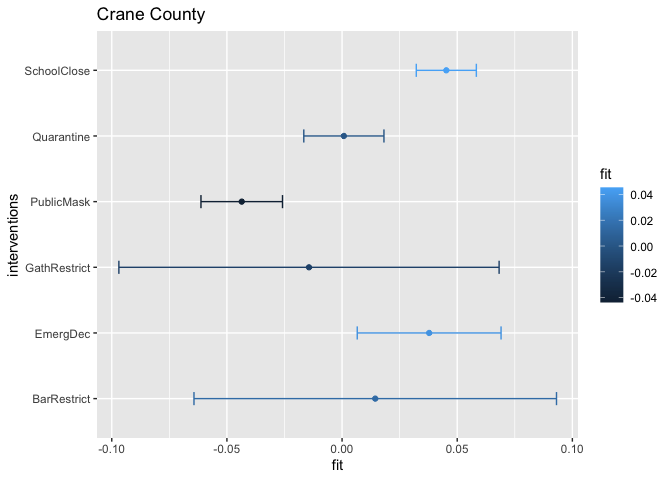 Crane County
interventions
SchoolClose
Quarantine
PublicMask
GathRestrict
EmergDec
BarRestrict
-0.10 -0.05 0.00 0.05 0.10
fit
fit
0.04
0.02
0.00
-0.02
-0.04